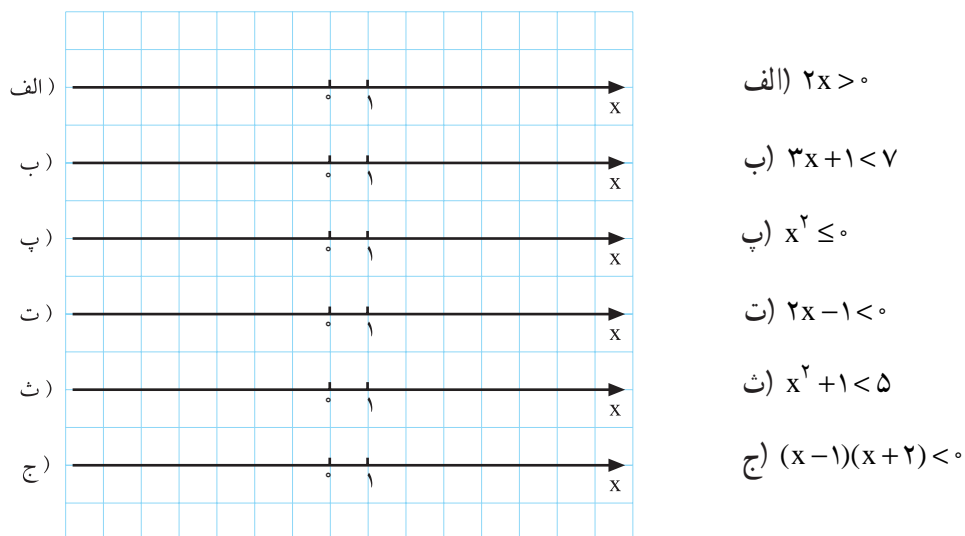 الف) ۲x > ۰
ب) ۳x + ۱ < ۷
پ) x² ≤ ۰
ت) ۲x − ۱ < ۰
ث) x² + ۱ < ۵
ج) (x − ۱)(x + ۲) < ۰
الف) ۰ ۱ x
ب) ۰ ۱ x
پ) ۰ ۱ x
ت) ۰ ۱ x
ث) ۰ ۱ x
ج) ۰ ۱ x